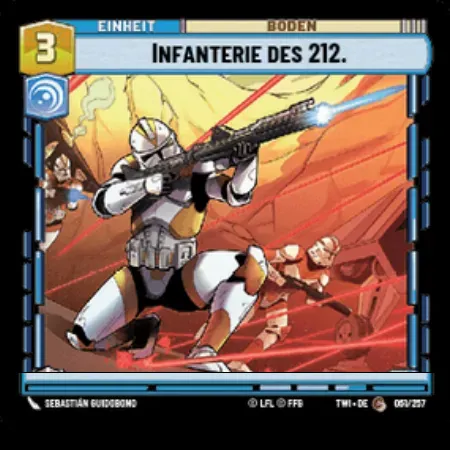 3
EINHEIT
BODEN
INFANTERIE DES 212.
SEBASTIÁN GUIDOBONO
© LFL © FFG
TWI • DE
061/257